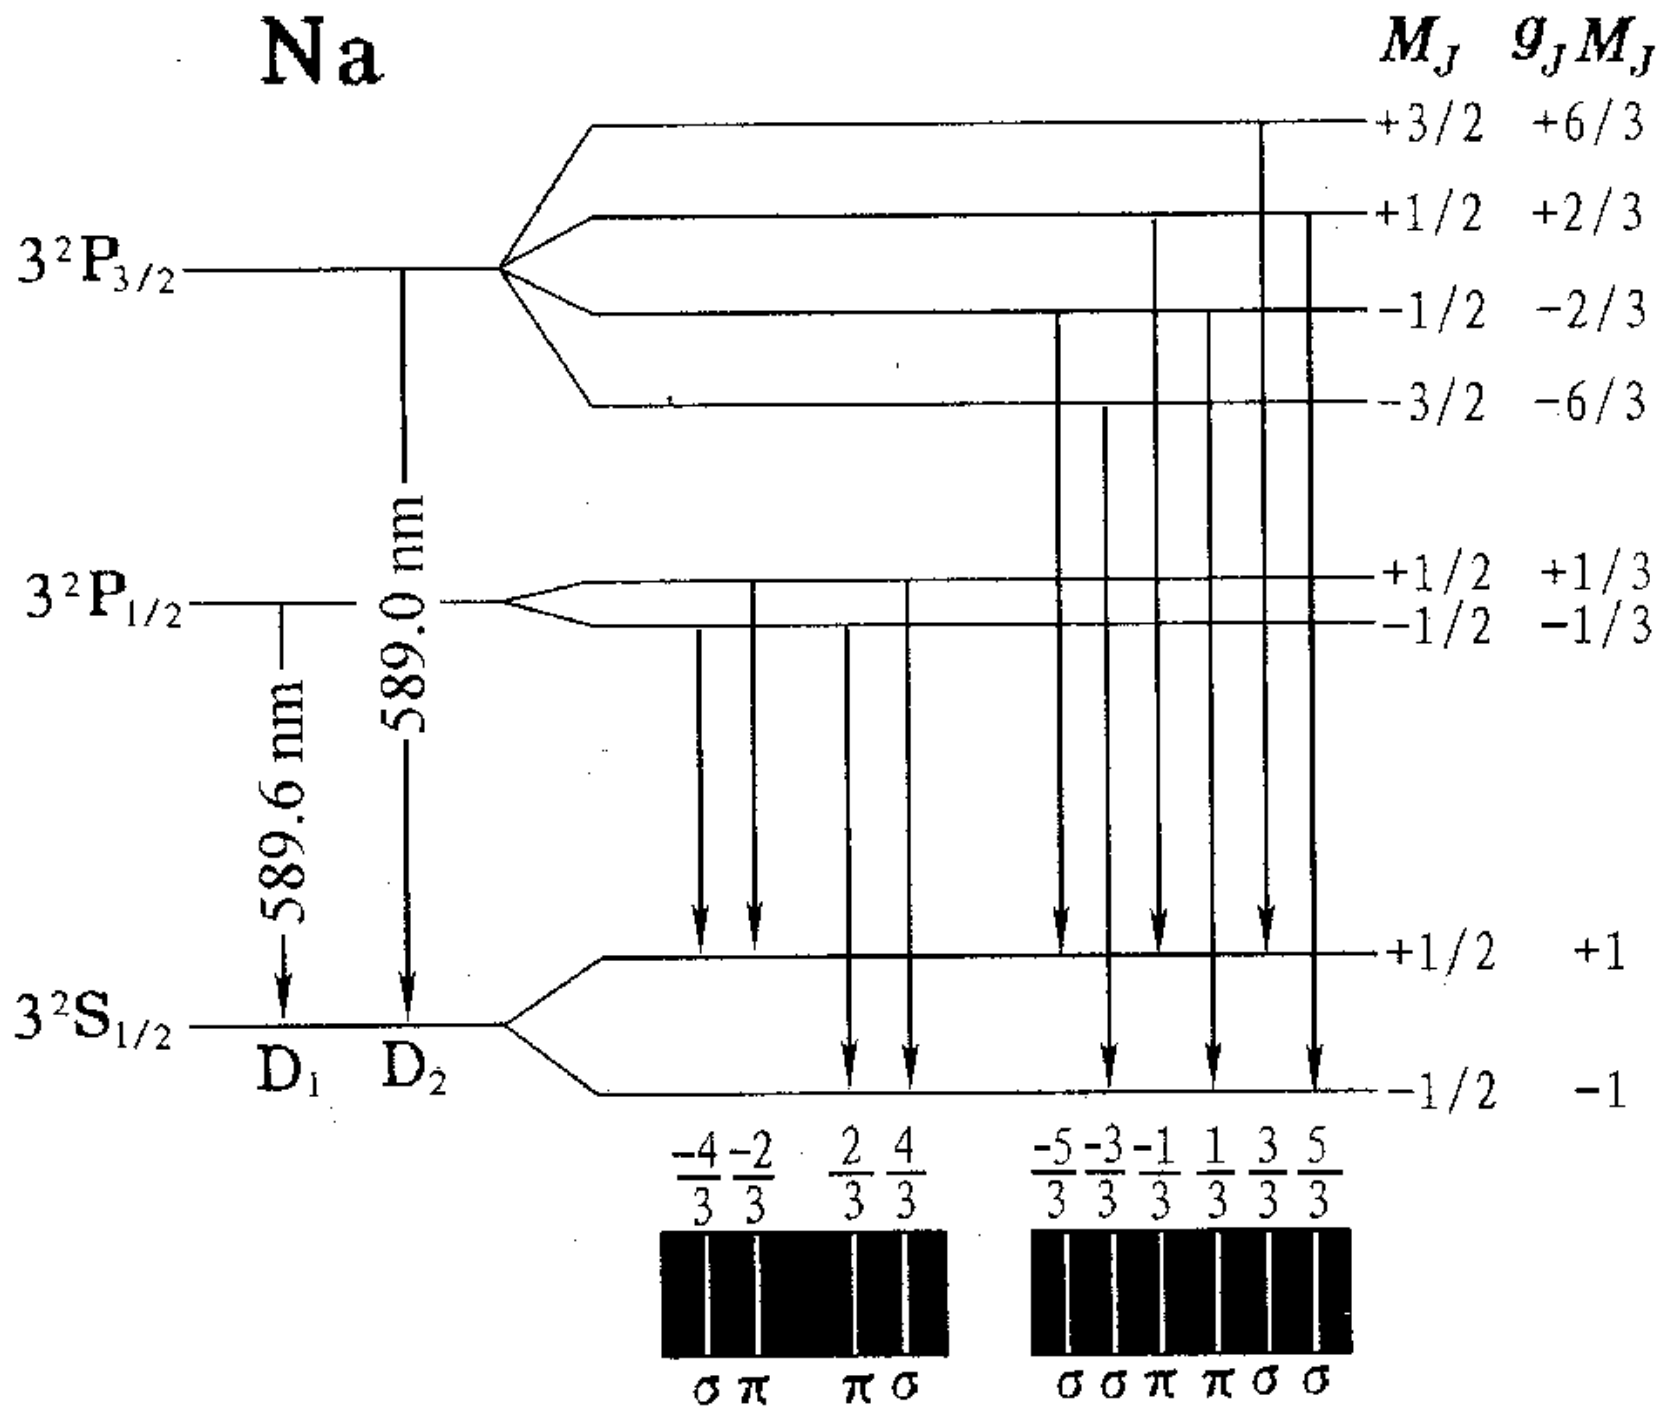 Na
M_J g_J M_J
+3/2 +6/3
+1/2 +2/3
3²P₃/₂
-1/2 -2/3
-3/2 -6/3
589.0 nm
3²P₁/₂
+1/2 +1/3
-1/2 -1/3
589.6 nm
+1/2 +1
3²S₁/₂
D₁ D₂
-1/2 -1
-4/3 -2/3 2/3 4/3 -5/3 -3/3 -1/3 1/3 3/3 5/3
σ π π σ σ σ π π σ σ